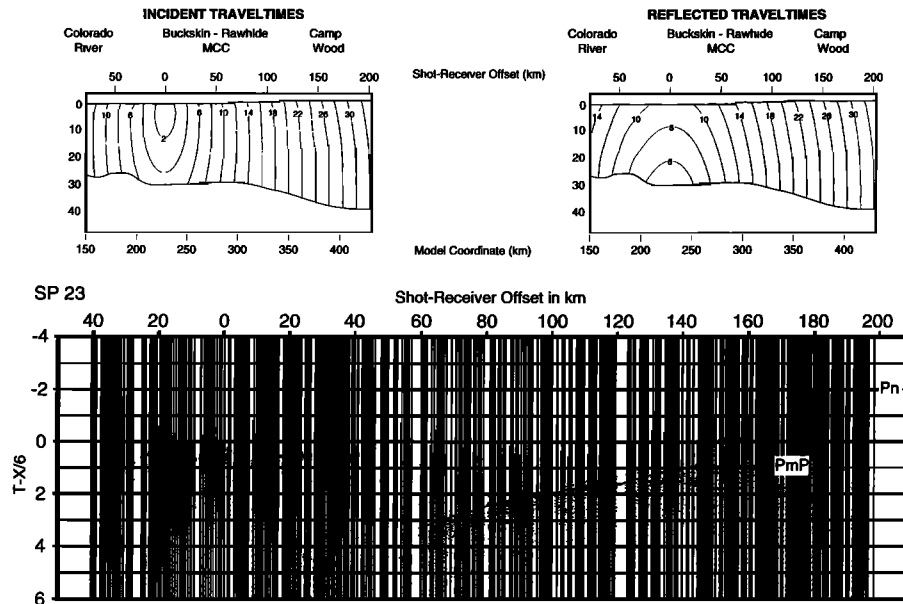 INCIDENT TRAVELTIMES
Colorado River
Buckskin - Rawhide MCC
Camp Wood
50 0 50 100 150 200
Shot-Receiver Offset (km)
0
10
20
30
40
10 6 2 6 10 14 18 22 26 30
150 200 250 300 350 400
Model Coordinate (km)
REFLECTED TRAVELTIMES
Colorado River
Buckskin - Rawhide MCC
Camp Wood
50 0 50 100 150 200
0
10
20
30
40
14 10 10 14 18 22 26 30
8
6
150 200 250 300 350 400
SP 23
Shot-Receiver Offset in km
40 20 0 20 40 60 80 100 120 140 160 180 200
T-X/6
-4
-2
0
2
4
6
Pn
PmP